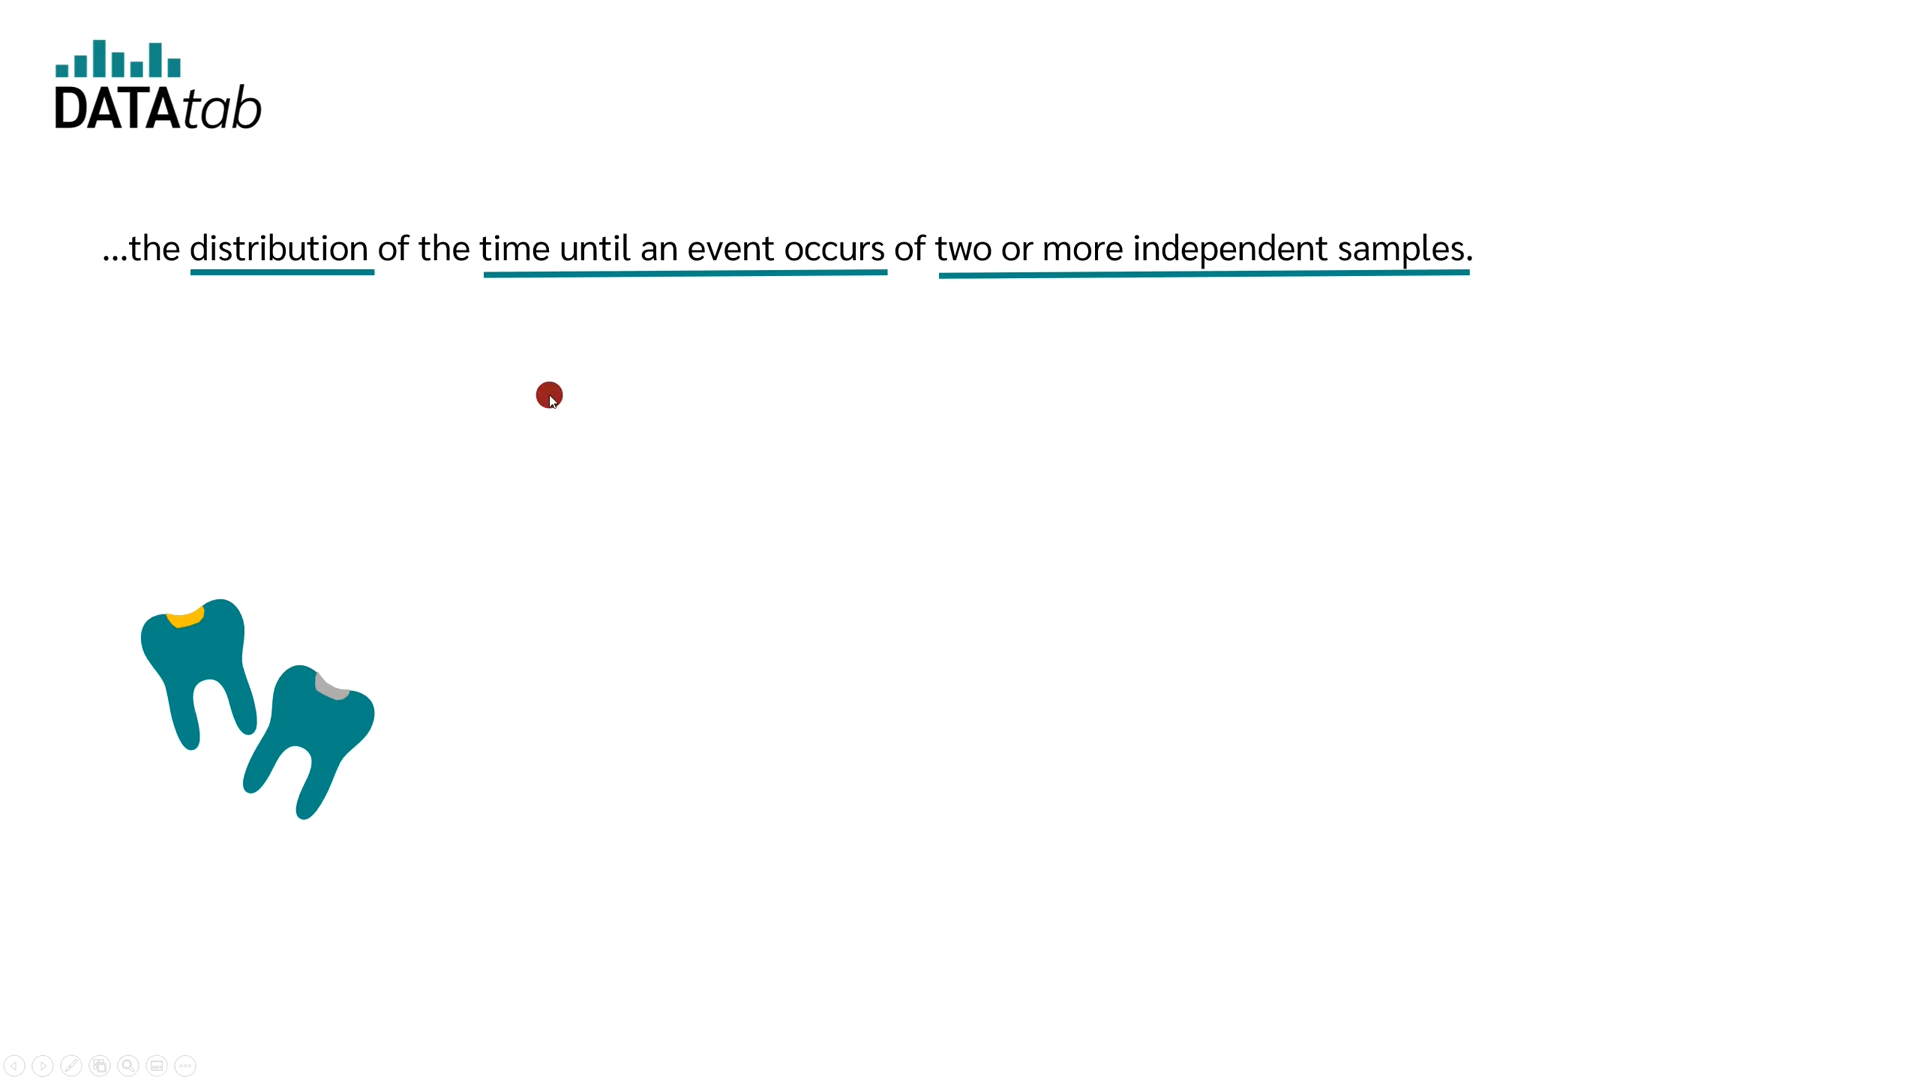 DATAtab
...the distribution of the time until an event occurs of two or more independent samples.